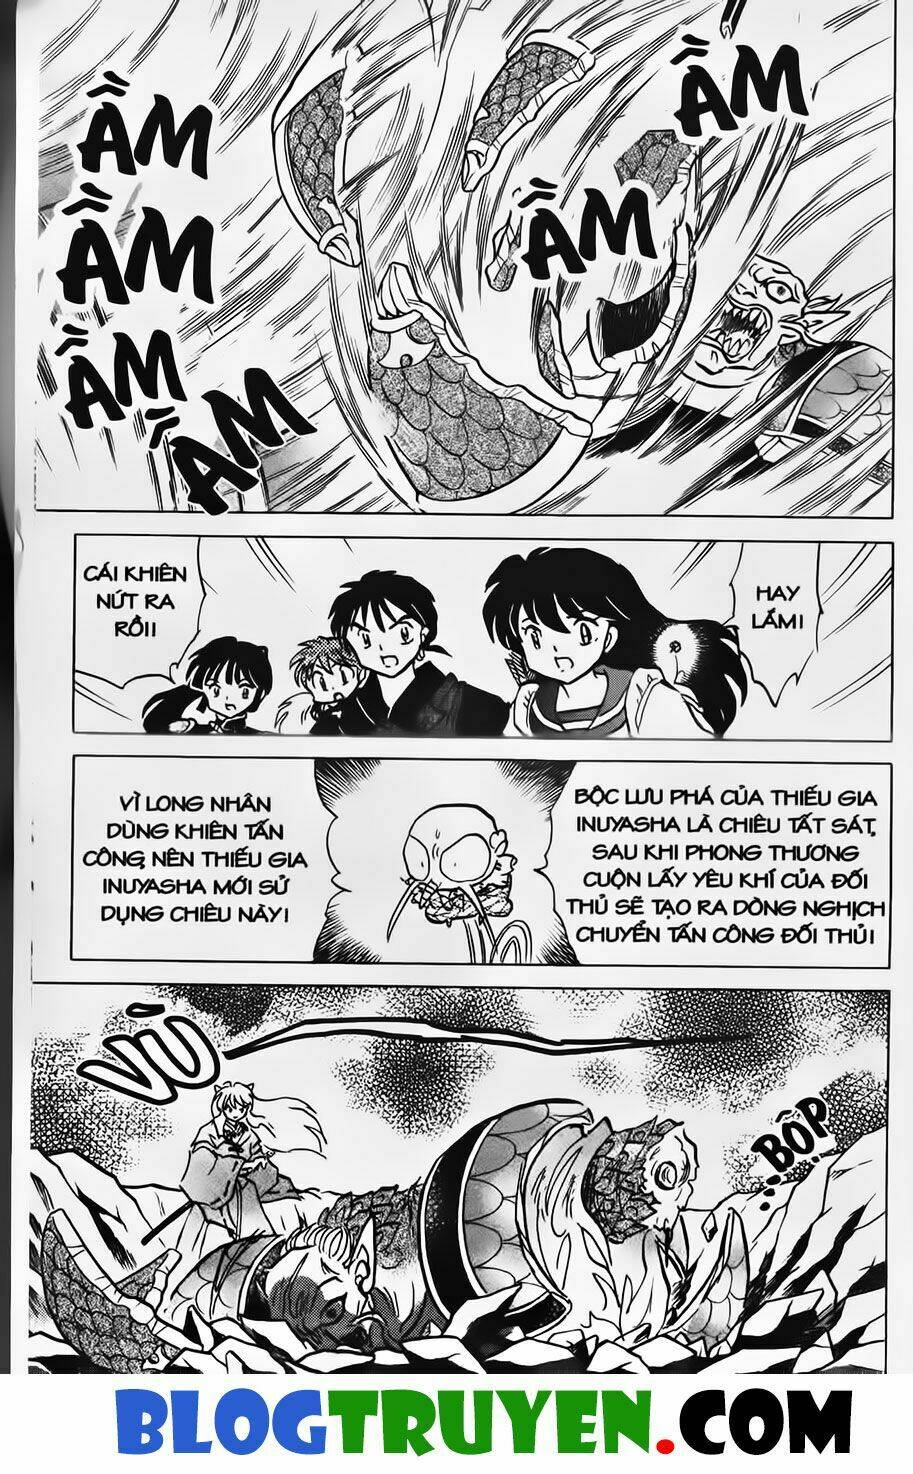 ẦM
ẦM
ẦM
ẦM
ẦM
ẦM
CÁI KHIÊN
NỨT RA
RỒI!
HAY
LẮM!
VÌ LONG NHÂN
DÙNG KHIÊN TẤN
CÔNG, NÊN THIẾU GIA
INUYASHA MỚI SỬ
DỤNG CHIÊU NÀY!
BỘC LƯU PHÁ CỦA THIẾU GIA
INUYASHA LÀ CHIÊU TẤT SÁT,
SAU KHI PHONG THƯƠNG
CUỘN LẤY YÊU KHÍ CỦA ĐỐI
THỦ SẼ TẠO RA DÒNG NGHỊCH
CHUYỂN TẤN CÔNG ĐỐI THỦ!
VÙ
BỘP
BLOGTRUYEN.COM